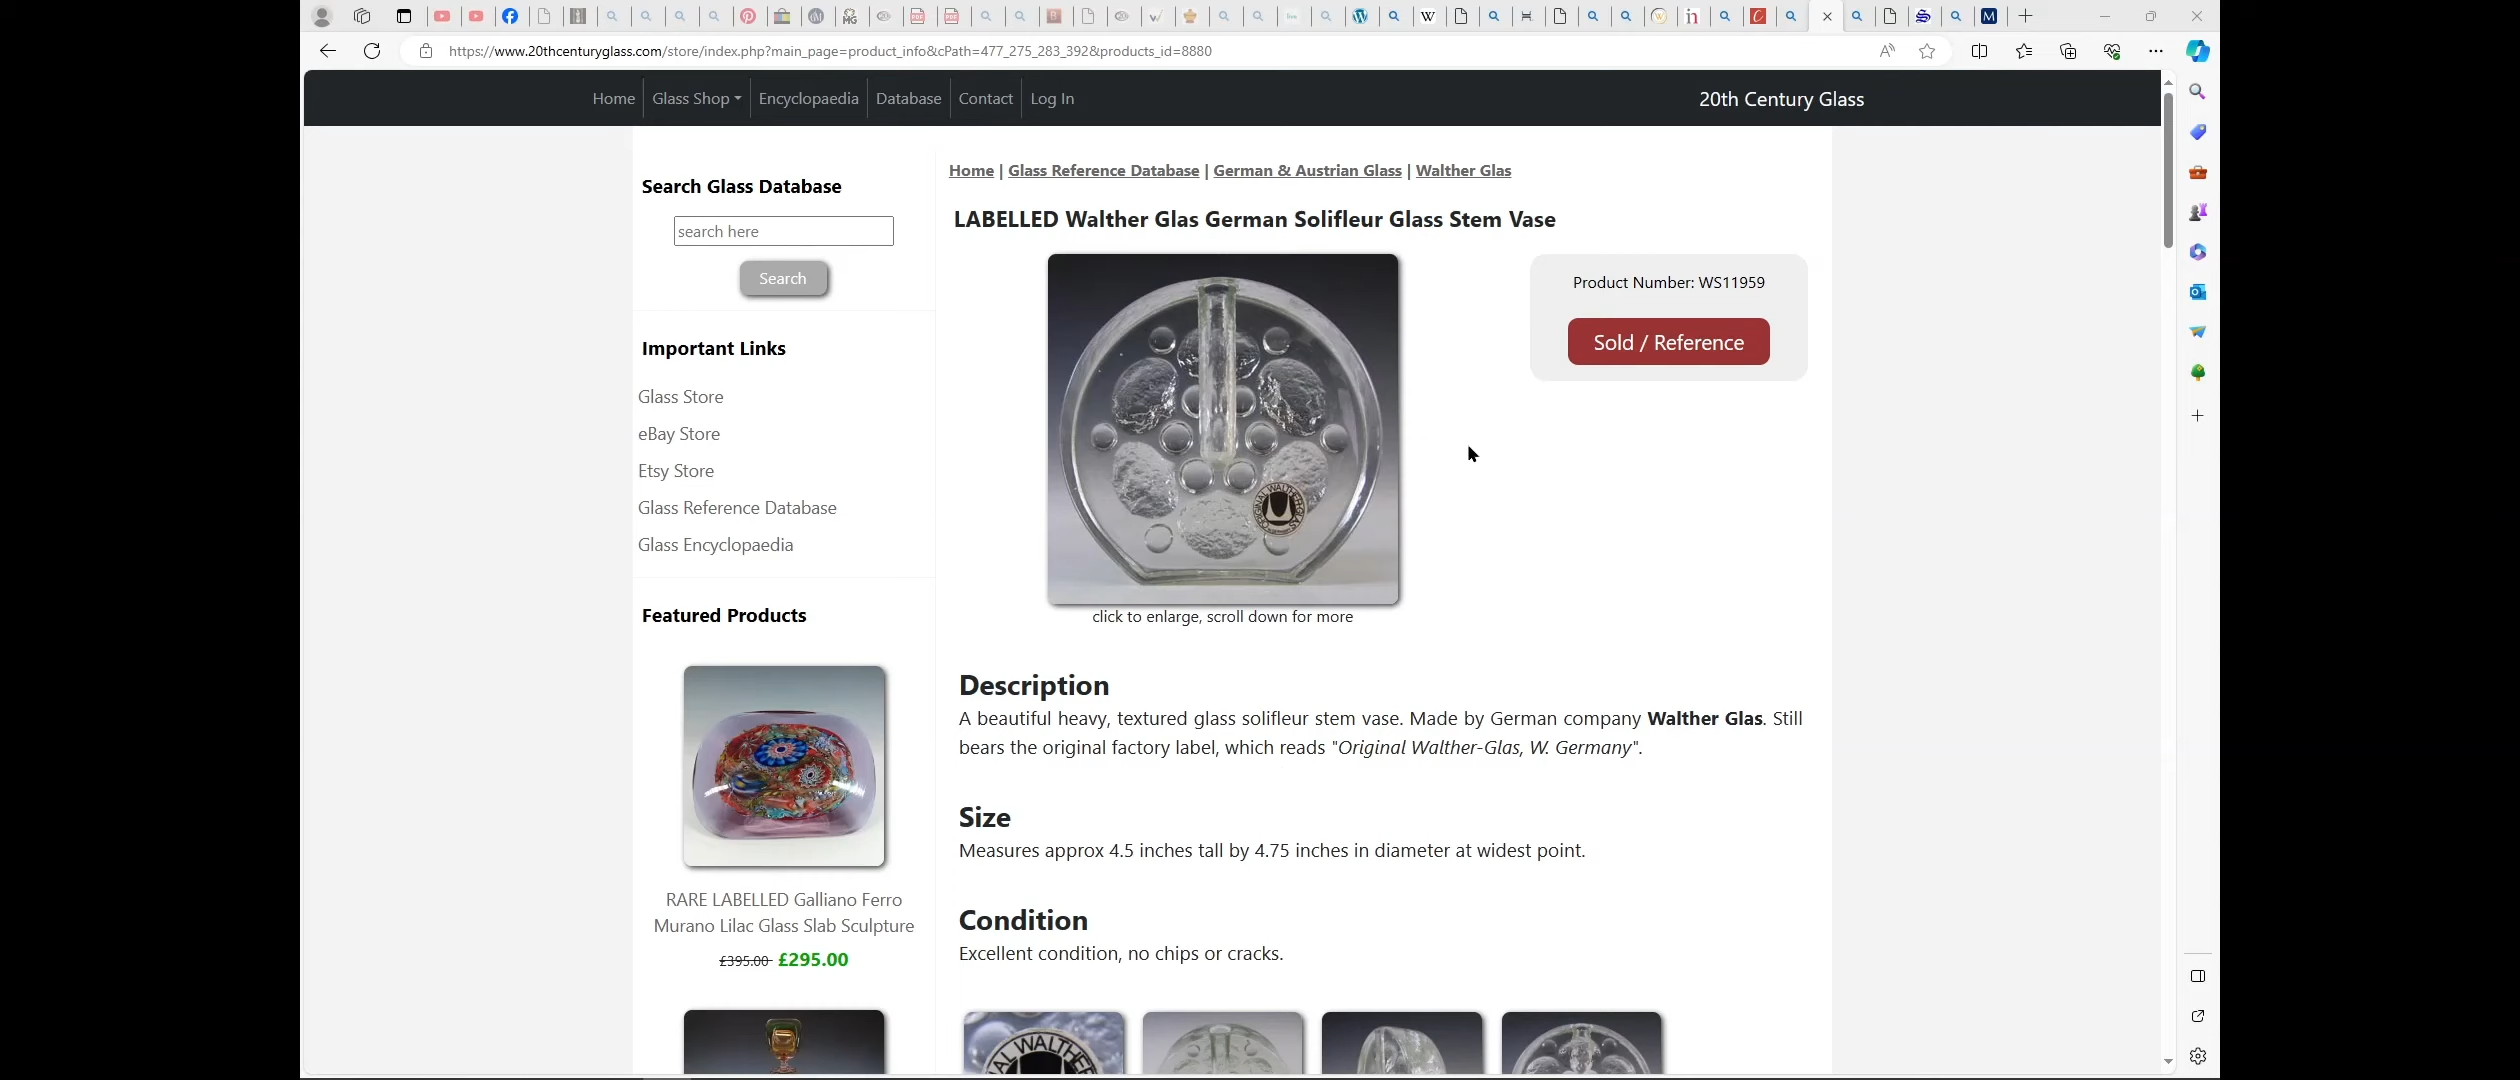 https://www.20thcenturyglass.com/store/index.php?main_page=product_info&cPath=477_275_283_392&products_id=8880
Home
Glass Shop
Encyclopaedia
Database
Contact
Log In
20th Century Glass
Search Glass Database
search here
Search
Important Links
Glass Store
eBay Store
Etsy Store
Glass Reference Database
Glass Encyclopaedia
Featured Products
RARE LABELLED Galliano Ferro
Murano Lilac Glass Slab Sculpture
£395.00 £295.00
Home | Glass Reference Database | German & Austrian Glass | Walther Glas
LABELLED Walther Glas German Solifleur Glass Stem Vase
ORIGINAL WALTHERGLAS
Product Number: WS11959
Sold / Reference
click to enlarge, scroll down for more
Description
A beautiful heavy, textured glass solifleur stem vase. Made by German company Walther Glas. Still
bears the original factory label, which reads "Original Walther-Glas, W. Germany".
Size
Measures approx 4.5 inches tall by 4.75 inches in diameter at widest point.
Condition
Excellent condition, no chips or cracks.